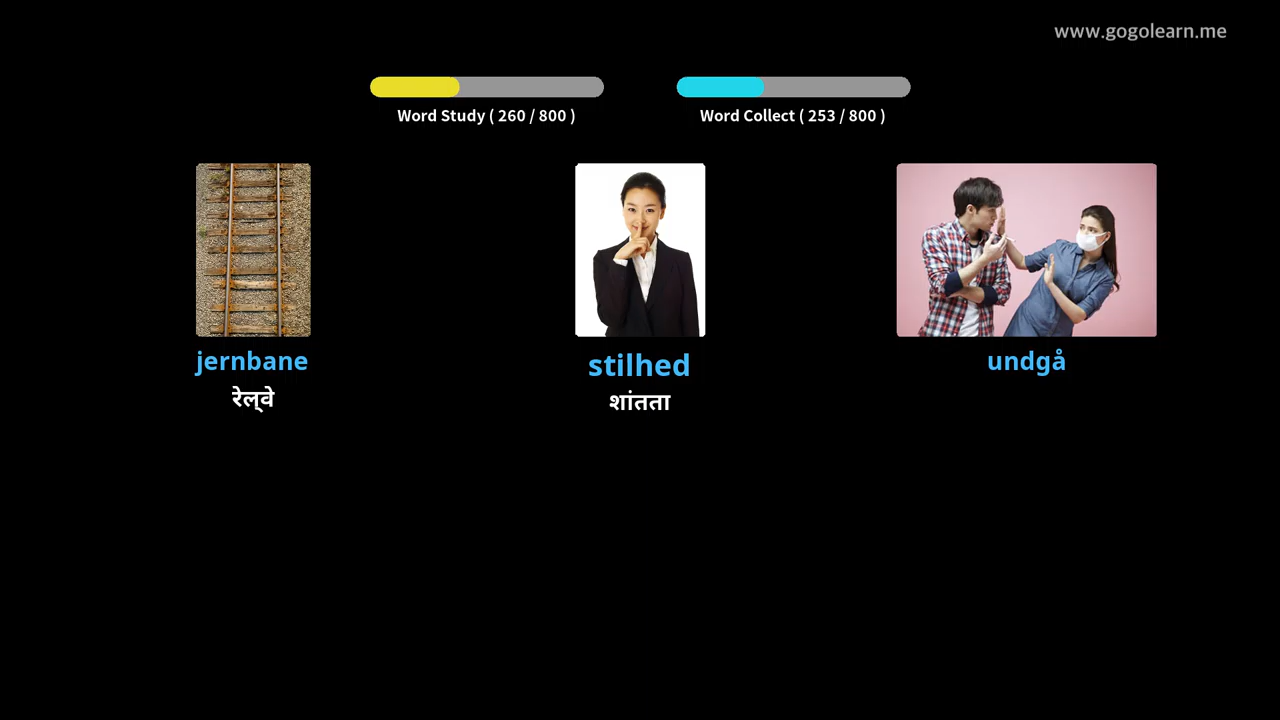 www.gogolearn.me
Word Study ( 260 / 800 )
Word Collect ( 253 / 800 )
jernbane
रेल्वे
stilhed
शांतता
undgå